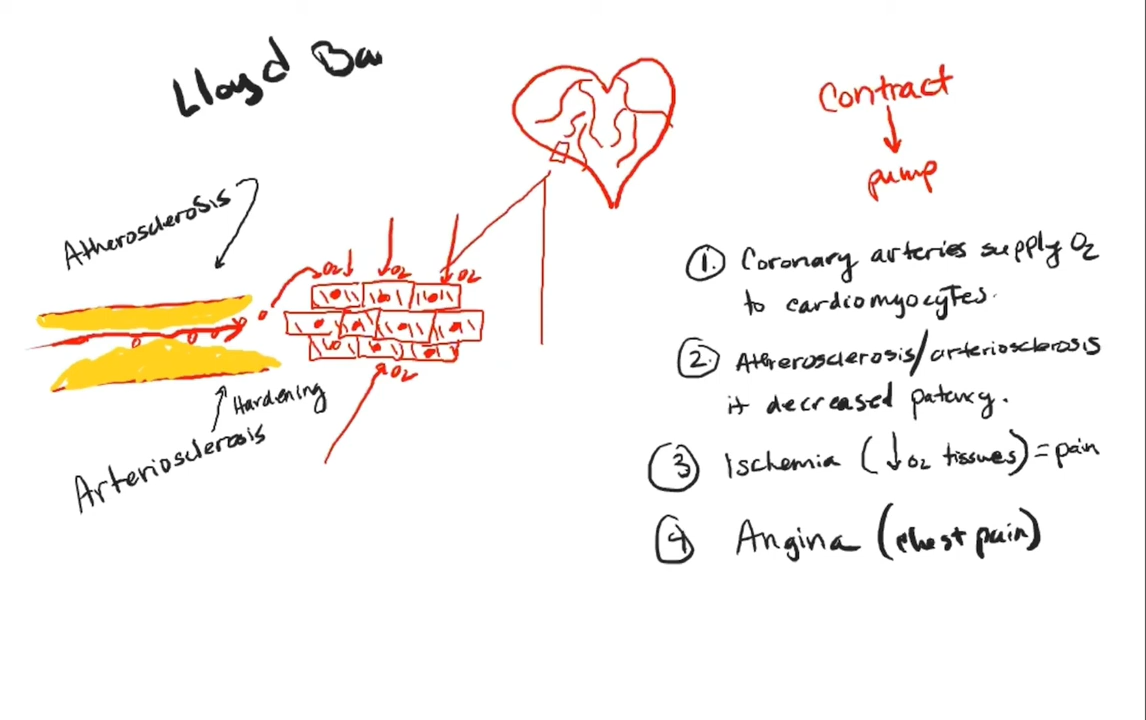 Lloyd Ba
Contract
pump
Atherosclerosis
O2
O2
O2
O2
Hardening
Arteriosclerosis
1. Coronary arteries supply O2
to cardiomyocytes.
2. Atherosclerosis/arteriosclerosis
it decreased patency.
3 Ischemia (↓O2 tissues) = pain
4 Angina (chest pain)